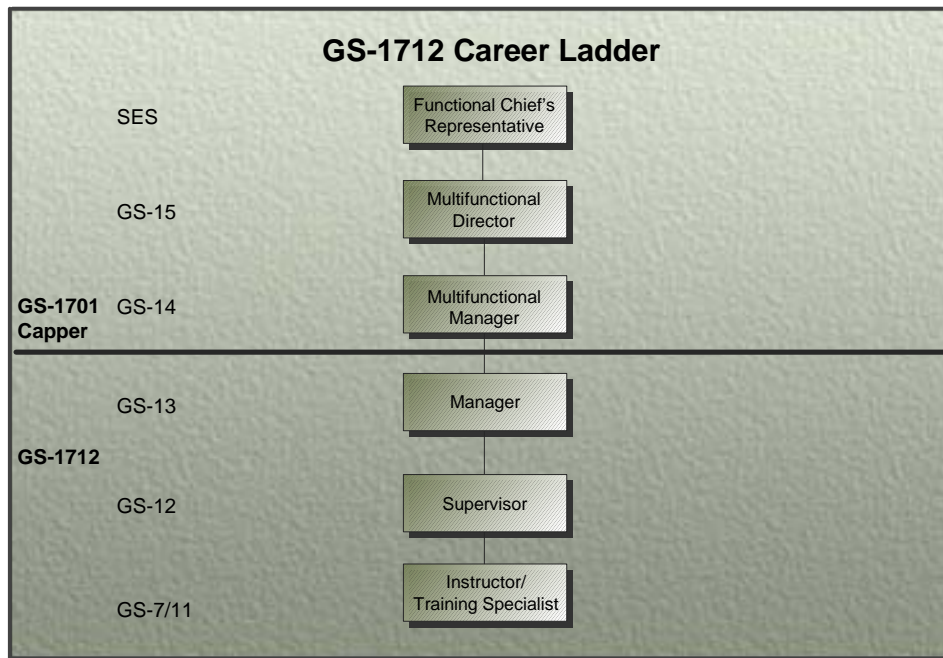 GS-1712 Career Ladder
SES
Functional Chief's
Representative
GS-15
Multifunctional
Director
GS-1701
Capper
GS-14
Multifunctional
Manager
GS-13
Manager
GS-1712
GS-12
Supervisor
GS-7/11
Instructor/
Training Specialist